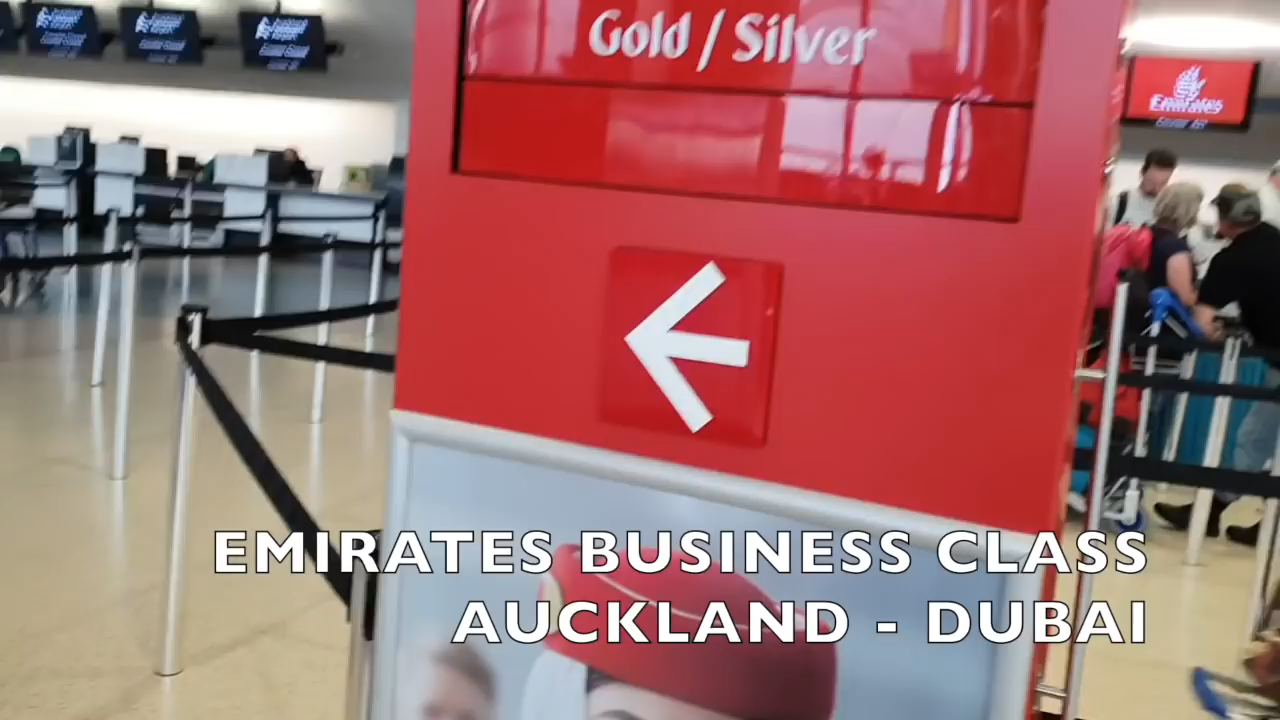 Gold / Silver
Emirates
EMIRATES BUSINESS CLASS
AUCKLAND - DUBAI